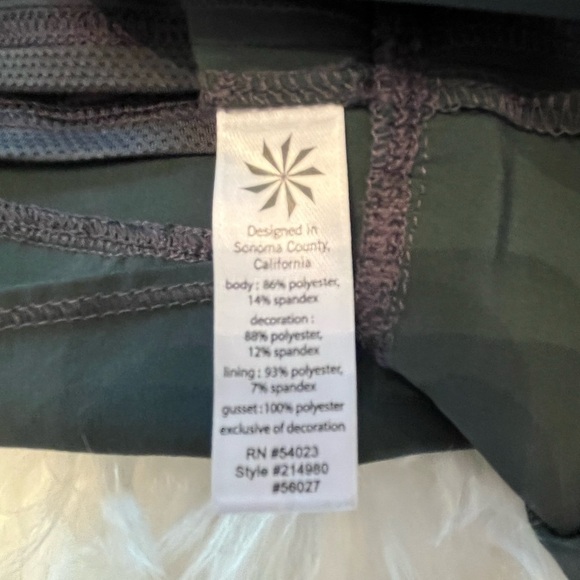 Designed in
Sonoma County,
California
body: 86% polyester,
14% spandex
decoration:
88% polyester,
12% spandex
lining: 93% polyester,
7% spandex
gusset:100% polyester
exclusive of decoration
RN #54023
Style #214980
#56027